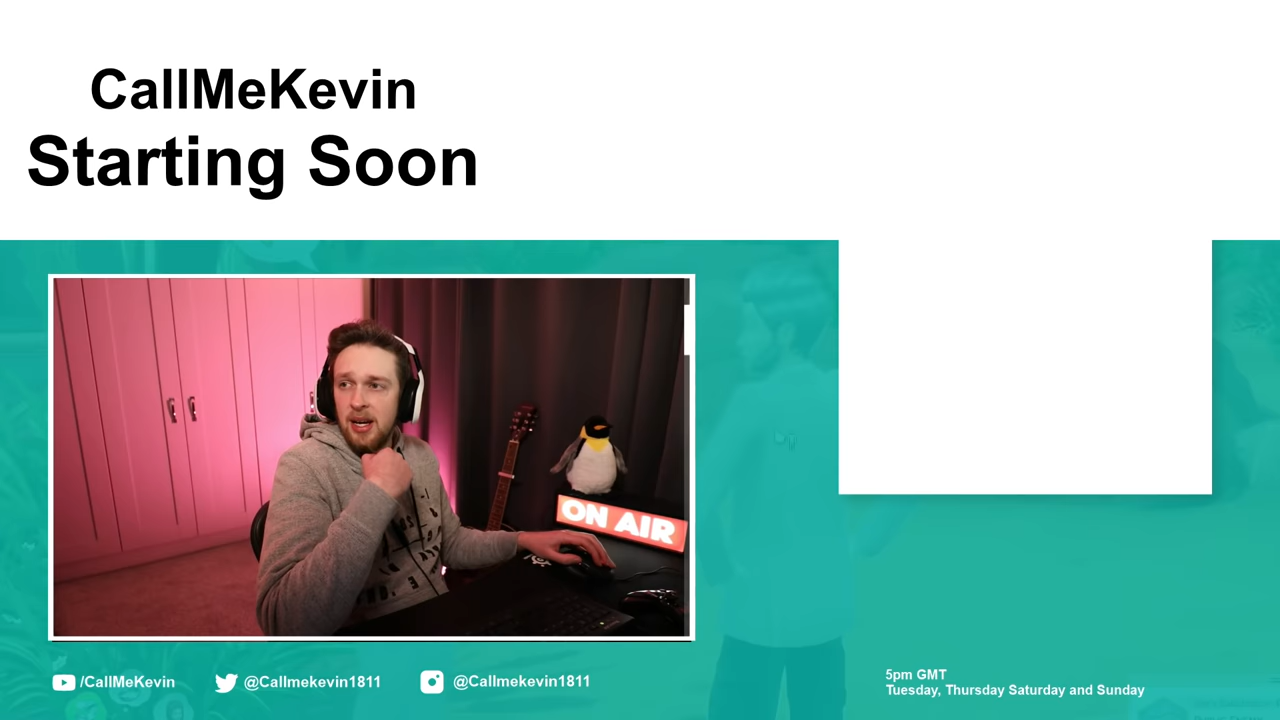 CallMeKevin
Starting Soon
ON AIR
/CallMeKevin
@Callmekevin1811
@Callmekevin1811
5pm GMT
Tuesday, Thursday Saturday and Sunday